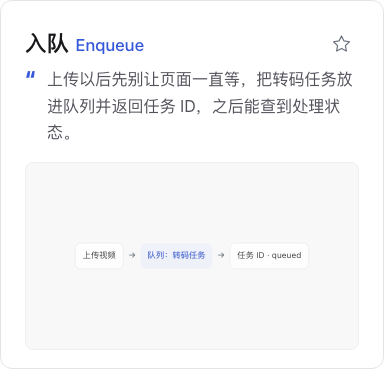 入队 Enqueue
“ 上传以后先别让页面一直等，把转码任务放
进队列并返回任务 ID，之后能查到处理状
态。
上传视频 → 队列：转码任务 → 任务 ID · queued